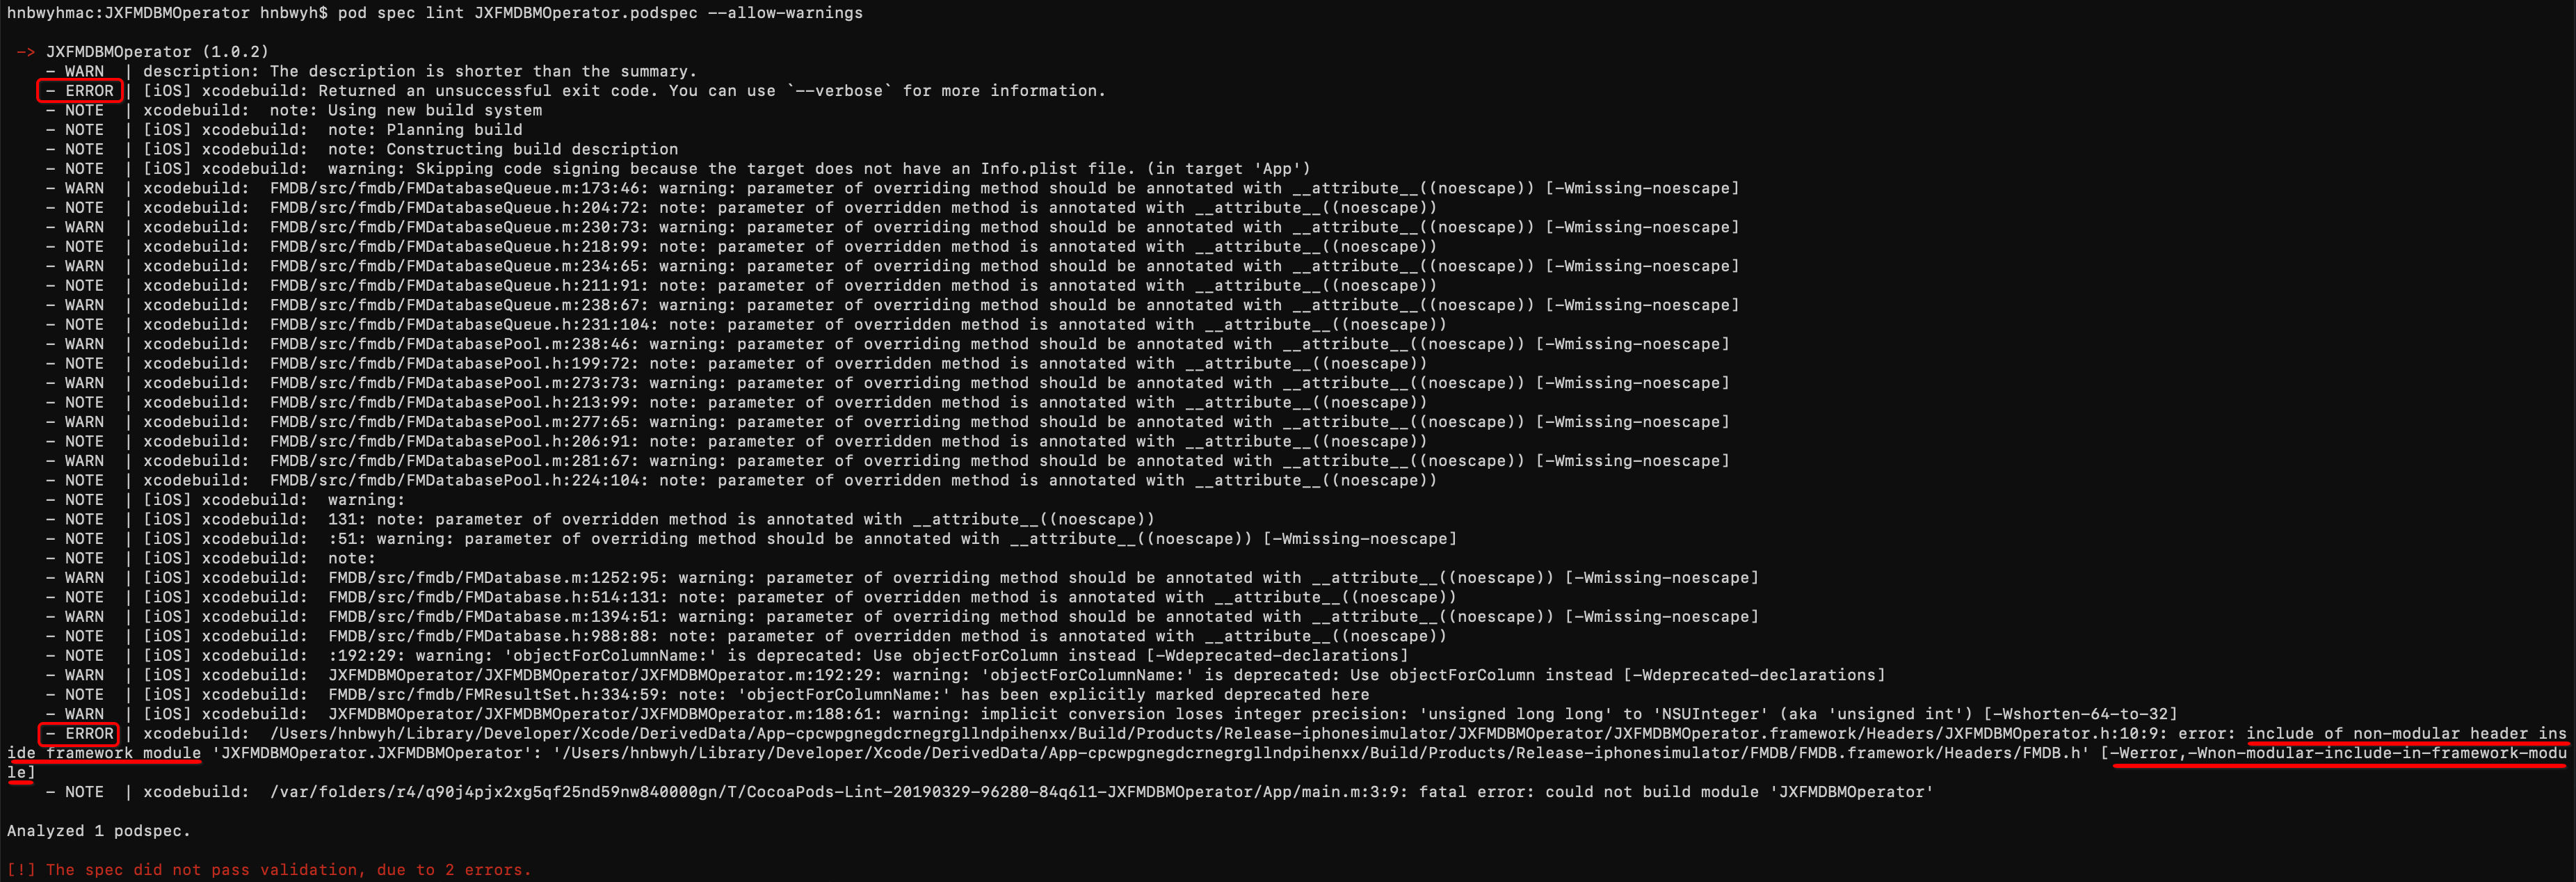 hnbwyhmac:JXFMDBMOperator hnbwyh$ pod spec lint JXFMDBMOperator.podspec --allow-warnings
-> JXFMDBMOperator (1.0.2)
- WARN | description: The description is shorter than the summary.
- ERROR | [iOS] xcodebuild: Returned an unsuccessful exit code. You can use `--verbose` for more information.
- NOTE | xcodebuild: note: Using new build system
- NOTE | [iOS] xcodebuild: note: Planning build
- NOTE | [iOS] xcodebuild: note: Constructing build description
- NOTE | [iOS] xcodebuild: warning: Skipping code signing because the target does not have an Info.plist file. (in target 'App')
- WARN | xcodebuild: FMDB/src/fmdb/FMDatabaseQueue.m:173:46: warning: parameter of overriding method should be annotated with __attribute__((noescape)) [-Wmissing-noescape]
- NOTE | xcodebuild: FMDB/src/fmdb/FMDatabaseQueue.h:204:72: note: parameter of overridden method is annotated with __attribute__((noescape))
- WARN | xcodebuild: FMDB/src/fmdb/FMDatabaseQueue.m:230:73: warning: parameter of overriding method should be annotated with __attribute__((noescape)) [-Wmissing-noescape]
- NOTE | xcodebuild: FMDB/src/fmdb/FMDatabaseQueue.h:218:99: note: parameter of overridden method is annotated with __attribute__((noescape))
- WARN | xcodebuild: FMDB/src/fmdb/FMDatabaseQueue.m:234:65: warning: parameter of overriding method should be annotated with __attribute__((noescape)) [-Wmissing-noescape]
- NOTE | xcodebuild: FMDB/src/fmdb/FMDatabaseQueue.h:211:91: note: parameter of overridden method is annotated with __attribute__((noescape))
- WARN | xcodebuild: FMDB/src/fmdb/FMDatabaseQueue.m:238:67: warning: parameter of overriding method should be annotated with __attribute__((noescape)) [-Wmissing-noescape]
- NOTE | xcodebuild: FMDB/src/fmdb/FMDatabaseQueue.h:231:104: note: parameter of overridden method is annotated with __attribute__((noescape))
- WARN | xcodebuild: FMDB/src/fmdb/FMDatabasePool.m:238:46: warning: parameter of overriding method should be annotated with __attribute__((noescape)) [-Wmissing-noescape]
- NOTE | xcodebuild: FMDB/src/fmdb/FMDatabasePool.h:199:72: note: parameter of overridden method is annotated with __attribute__((noescape))
- WARN | xcodebuild: FMDB/src/fmdb/FMDatabasePool.m:273:73: warning: parameter of overriding method should be annotated with __attribute__((noescape)) [-Wmissing-noescape]
- NOTE | xcodebuild: FMDB/src/fmdb/FMDatabasePool.h:213:99: note: parameter of overridden method is annotated with __attribute__((noescape))
- WARN | xcodebuild: FMDB/src/fmdb/FMDatabasePool.m:277:65: warning: parameter of overriding method should be annotated with __attribute__((noescape)) [-Wmissing-noescape]
- NOTE | xcodebuild: FMDB/src/fmdb/FMDatabasePool.h:206:91: note: parameter of overridden method is annotated with __attribute__((noescape))
- WARN | xcodebuild: FMDB/src/fmdb/FMDatabasePool.m:281:67: warning: parameter of overriding method should be annotated with __attribute__((noescape)) [-Wmissing-noescape]
- NOTE | xcodebuild: FMDB/src/fmdb/FMDatabasePool.h:224:104: note: parameter of overridden method is annotated with __attribute__((noescape))
- NOTE | [iOS] xcodebuild: warning:
- NOTE | [iOS] xcodebuild: 131: note: parameter of overridden method is annotated with __attribute__((noescape))
- NOTE | [iOS] xcodebuild: :51: warning: parameter of overriding method should be annotated with __attribute__((noescape)) [-Wmissing-noescape]
- NOTE | [iOS] xcodebuild: note:
- WARN | [iOS] xcodebuild: FMDB/src/fmdb/FMDatabase.m:1252:95: warning: parameter of overriding method should be annotated with __attribute__((noescape)) [-Wmissing-noescape]
- NOTE | [iOS] xcodebuild: FMDB/src/fmdb/FMDatabase.h:514:131: note: parameter of overridden method is annotated with __attribute__((noescape))
- WARN | [iOS] xcodebuild: FMDB/src/fmdb/FMDatabase.m:1394:51: warning: parameter of overriding method should be annotated with __attribute__((noescape)) [-Wmissing-noescape]
- NOTE | [iOS] xcodebuild: FMDB/src/fmdb/FMDatabase.h:988:88: note: parameter of overridden method is annotated with __attribute__((noescape))
- NOTE | [iOS] xcodebuild: :192:29: warning: 'objectForColumnName:' is deprecated: Use objectForColumn instead [-Wdeprecated-declarations]
- WARN | [iOS] xcodebuild: JXFMDBMOperator/JXFMDBMOperator/JXFMDBMOperator.m:192:29: warning: 'objectForColumnName:' is deprecated: Use objectForColumn instead [-Wdeprecated-declarations]
- NOTE | [iOS] xcodebuild: FMDB/src/fmdb/FMResultSet.h:334:59: note: 'objectForColumnName:' has been explicitly marked deprecated here
- WARN | [iOS] xcodebuild: JXFMDBMOperator/JXFMDBMOperator/JXFMDBMOperator.m:188:61: warning: implicit conversion loses integer precision: 'unsigned long long' to 'NSUInteger' (aka 'unsigned int') [-Wshorten-64-to-32]
- ERROR | xcodebuild: /Users/hnbwyh/Library/Developer/Xcode/DerivedData/App-cpcwpgnegdcrnegrgllndpihenxx/Build/Products/Release-iphonesimulator/JXFMDBMOperator/JXFMDBMOperator.framework/Headers/JXFMDBMOperator.h:10:9: error: include of non-modular header ins
ide framework module 'JXFMDBMOperator.JXFMDBMOperator': '/Users/hnbwyh/Library/Developer/Xcode/DerivedData/App-cpcwpgnegdcrnegrgllndpihenxx/Build/Products/Release-iphonesimulator/FMDB/FMDB.framework/Headers/FMDB.h' [-Werror,-Wnon-modular-include-in-framework-modu
le]
- NOTE | xcodebuild: /var/folders/r4/q90j4pjx2xg5qf25nd59nw840000gn/T/CocoaPods-Lint-20190329-96280-84q6l1-JXFMDBMOperator/App/main.m:3:9: fatal error: could not build module 'JXFMDBMOperator'
Analyzed 1 podspec.
[!] The spec did not pass validation, due to 2 errors.